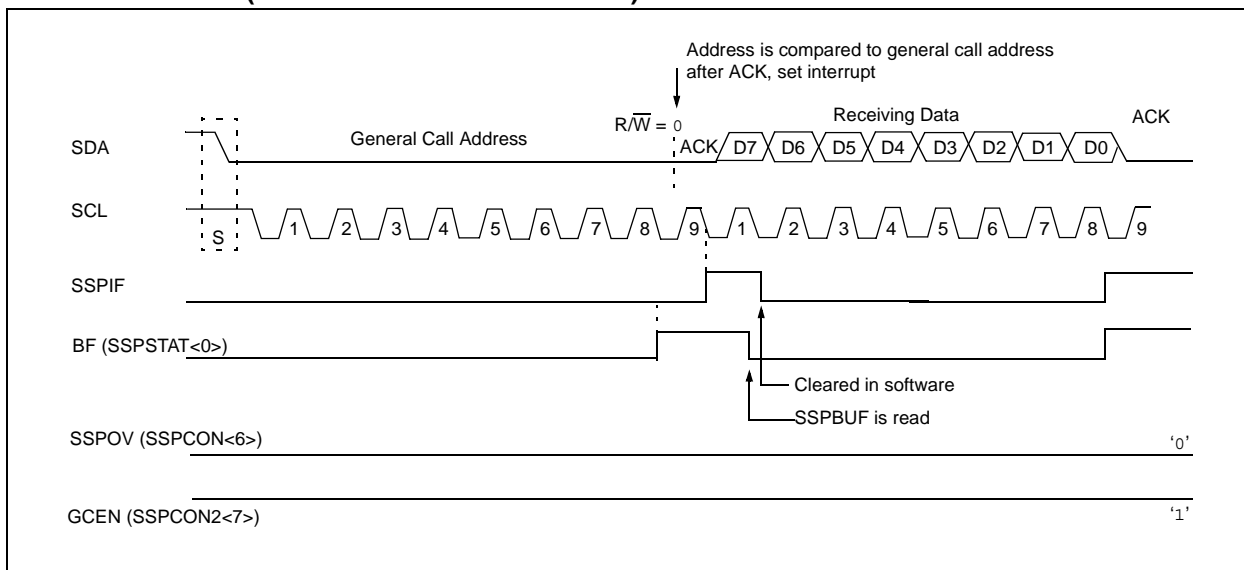 Address is compared to general call address
after ACK, set interrupt
SDA
General Call Address
R/W = 0
ACK
Receiving Data
D7 D6 D5 D4 D3 D2 D1 D0
ACK
SCL
S
1 2 3 4 5 6 7 8 9 1 2 3 4 5 6 7 8 9
SSPIF
BF (SSPSTAT<0>)
Cleared in software
SSPBUF is read
SSPOV (SSPCON<6>)
‘0’
GCEN (SSPCON2<7>)
‘1’